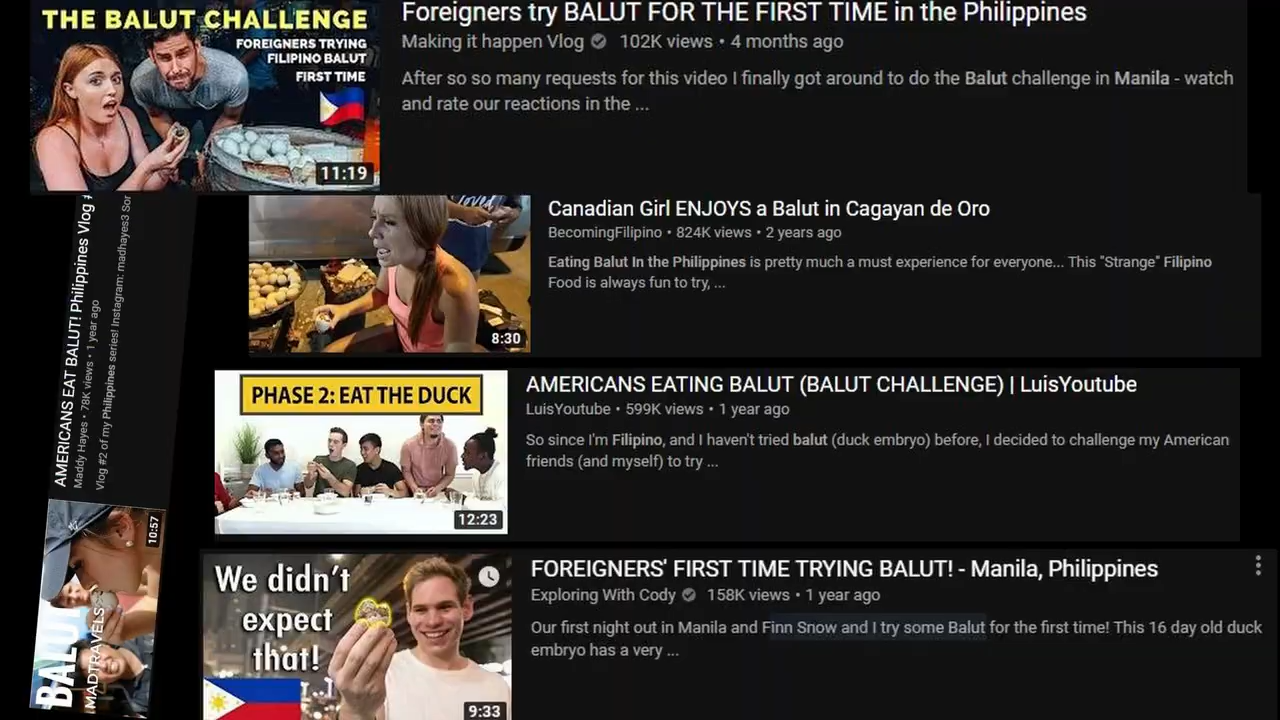 THE BALUT CHALLENGE
FOREIGNERS TRYING
FILIPINO BALUT
FIRST TIME
11:19
Foreigners try BALUT FOR THE FIRST TIME in the Philippines
Making it happen Vlog 102K views • 4 months ago
After so so many requests for this video I finally got around to do the Balut challenge in Manila - watch
and rate our reactions in the ...
AMERICANS EAT BALUT! Philippines Vlog #
Maddy Hayes • 78K views • 1 year ago
Vlog #2 of my Philippines series! Instagram: madhayes3 Sor
10:57
BALUT
MADTRAVELS
8:30
Canadian Girl ENJOYS a Balut in Cagayan de Oro
BecomingFilipino • 824K views • 2 years ago
Eating Balut In the Philippines is pretty much a must experience for everyone... This "Strange" Filipino
Food is always fun to try, ...
PHASE 2: EAT THE DUCK
12:23
AMERICANS EATING BALUT (BALUT CHALLENGE) | LuisYoutube
LuisYoutube • 599K views • 1 year ago
So since I'm Filipino, and I haven't tried balut (duck embryo) before, I decided to challenge my American
friends (and myself) to try ...
We didn't
expect
that!
9:33
FOREIGNERS' FIRST TIME TRYING BALUT! - Manila, Philippines
Exploring With Cody 158K views • 1 year ago
Our first night out in Manila and Finn Snow and I try some Balut for the first time! This 16 day old duck
embryo has a very ...